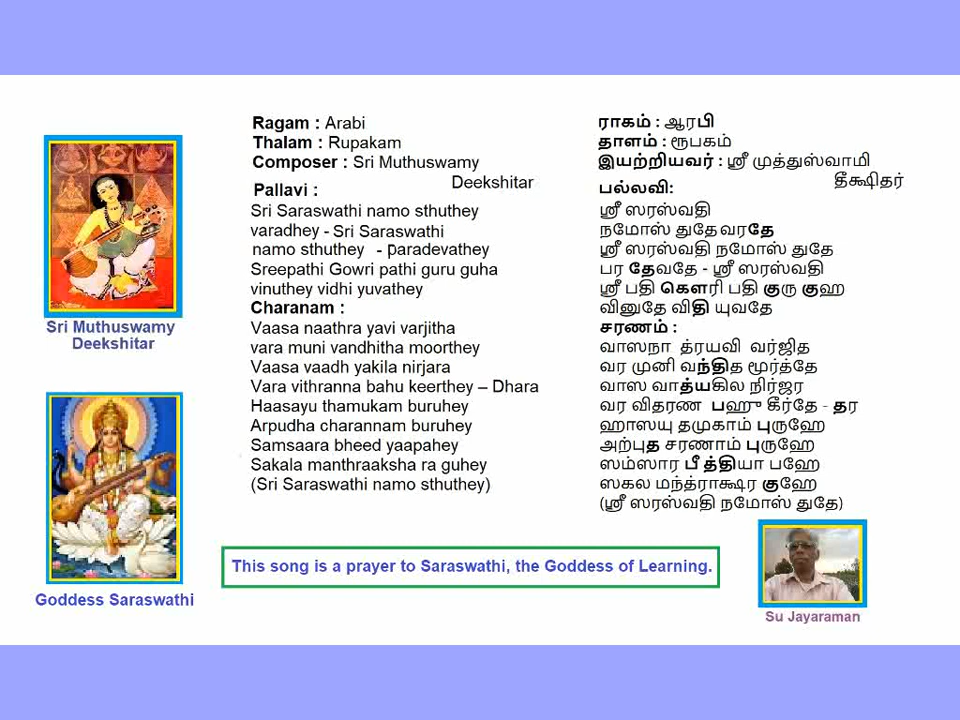 Ragam : Arabi
Thalam : Rupakam
Composer : Sri Muthuswamy
Deekshitar
Pallavi :
Sri Saraswathi namo sthuthey
varadhey - Sri Saraswathi
namo sthuthey - paradevathey
Sreepathi Gowri pathi guru guha
vinuthey vidhi yuvathey
Charanam :
Vaasa naathra yavi varjitha
vara muni vandhitha moorthey
Vaasa vaadh yakila nirjara
Vara vithranna bahu keerthey – Dhara
Haasayu thamukam buruhey
Arpudha charannam buruhey
Samsaara bheed yaapahey
Sakala manthraaksha ra guhey
(Sri Saraswathi namo sthuthey)
ராகம் : ஆரபி
தாளம் : ரூபகம்
இயற்றியவர் : ஸ்ரீ முத்துஸ்வாமி
தீக்ஷிதர்
பல்லவி:
ஸ்ரீ ஸரஸ்வதி
நமோஸ் துதே வரதே
ஸ்ரீ ஸரஸ்வதி நமோஸ் துதே
பர தேவதே - ஸ்ரீ ஸரஸ்வதி
ஸ்ரீ பதி கௌரி பதி குரு குஹ
வினுதே விதி யுவதே
சரணம் :
வாஸநா த்ரயவி வர்ஜித
வர முனி வந்தித மூர்த்தே
வாஸ வாத்யகில நிர்ஜர
வர விதரண பஹு கீர்தே - தர
ஹாஸயு தமுகாம் புருஹே
அற்புத சரணாம் புருஹே
ஸம்ஸார பீ த்தியா பஹே
ஸகல மந்த்ராக்ஷர குஹே
(ஸ்ரீ ஸரஸ்வதி நமோஸ் துதே)
Sri Muthuswamy
Deekshitar
Goddess Saraswathi
This song is a prayer to Saraswathi, the Goddess of Learning.
Su Jayaraman